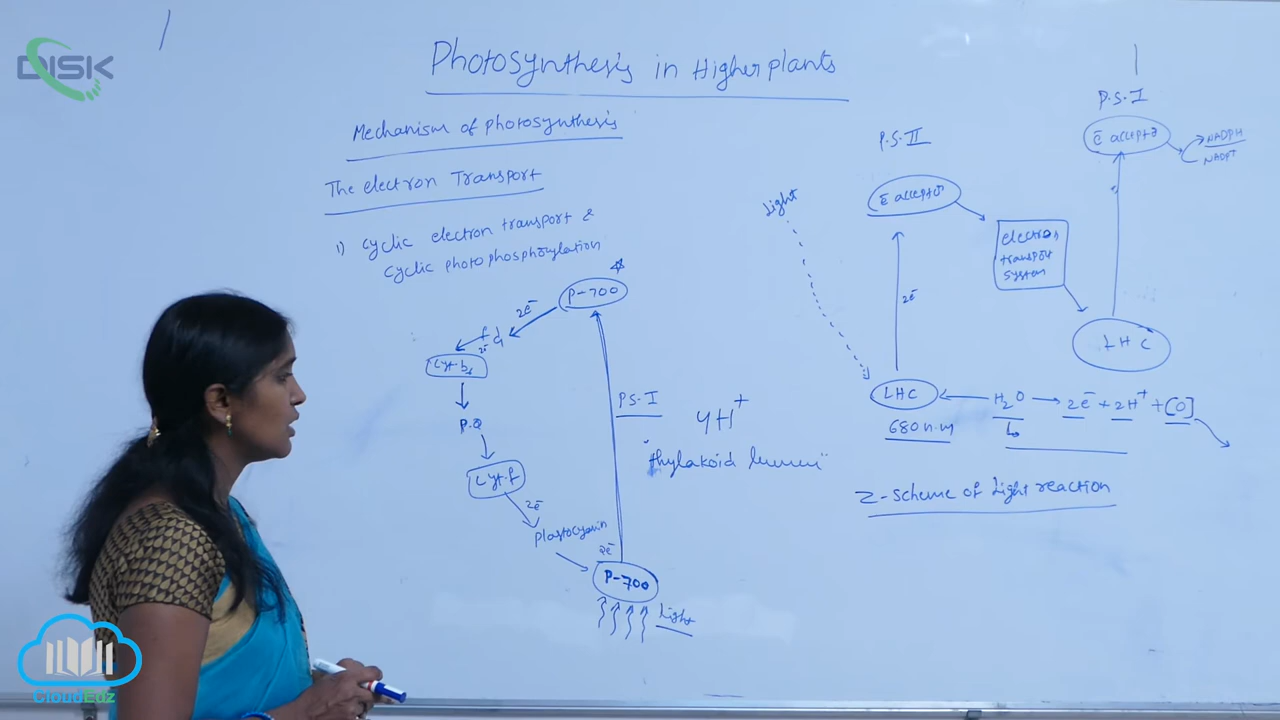 DISK
Photosynthesis in Higher plants
Mechanism of photosynthesis
The electron Transport
1) Cyclic electron transport &
Cyclic photophosphorylation
P-700*
2e-
fd
2e-
Cyt-b6
P.Q
Cyt.f
2e-
Plastocyanin
2e-
P-700
Light
P.S-I
4H+
"thylakoid lumen"
Light
P.S.II
e- acceptor
2e-
LHC
680 n.m
electron
transport
system
P.S.I
e- acceptor
NADPH
NADP+
LHC
H2O → 2e- + 2H+ + [O]
Z-scheme of Light reaction
CloudEdz